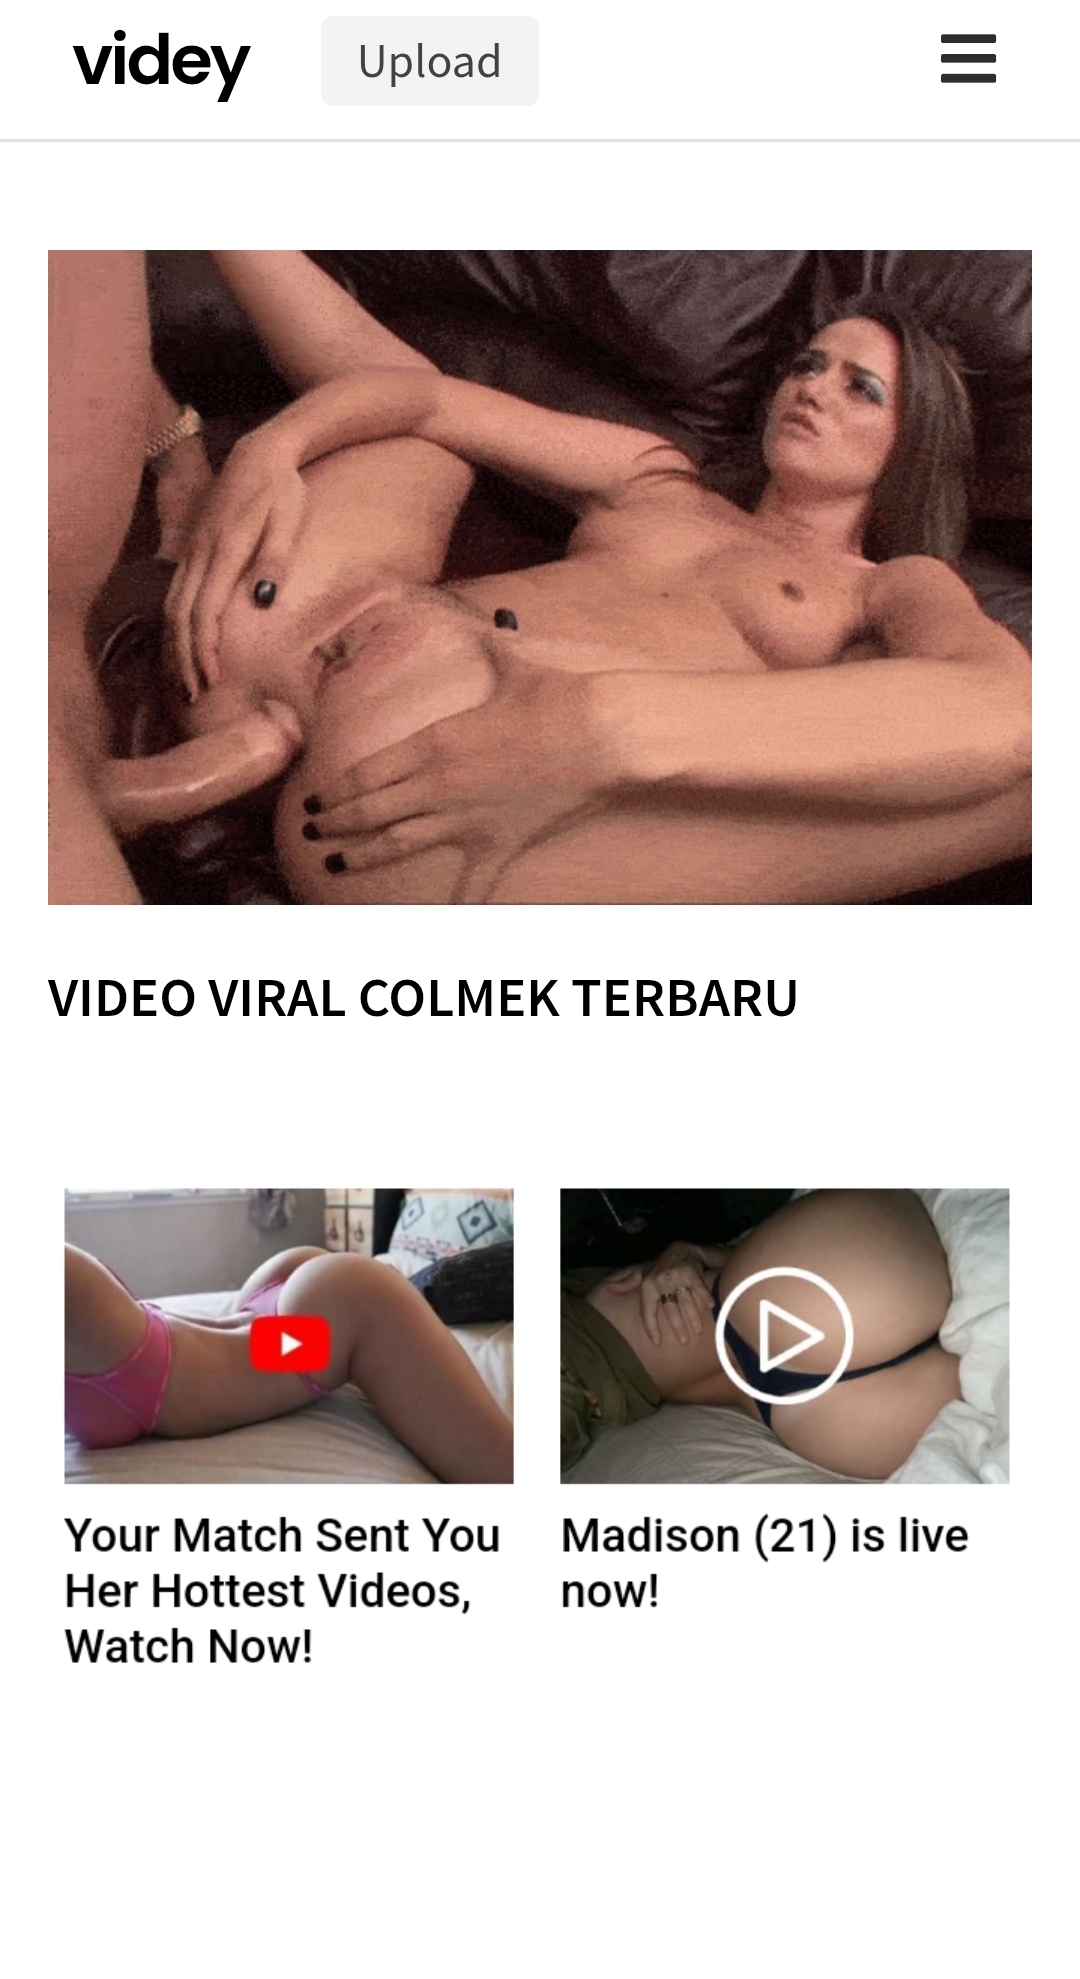 videy
Upload
VIDEO VIRAL COLMEK TERBARU
Your Match Sent You
Her Hottest Videos,
Watch Now!
Madison (21) is live
now!